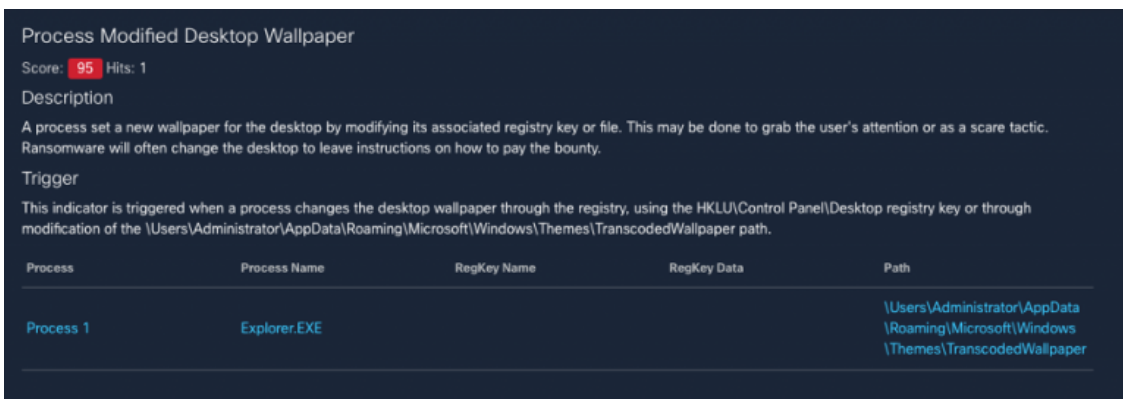 Process Modified Desktop Wallpaper
Score: 95 Hits: 1
Description
A process set a new wallpaper for the desktop by modifying its associated registry key or file. This may be done to grab the user's attention or as a scare tactic.
Ransomware will often change the desktop to leave instructions on how to pay the bounty.
Trigger
This indicator is triggered when a process changes the desktop wallpaper through the registry, using the HKLU\Control Panel\Desktop registry key or through
modification of the \Users\Administrator\AppData\Roaming\Microsoft\Windows\Themes\TranscodedWallpaper path.
Process Process Name RegKey Name RegKey Data Path
Process 1 Explorer.EXE \Users\Administrator\AppData
\Roaming\Microsoft\Windows
\Themes\TranscodedWallpaper